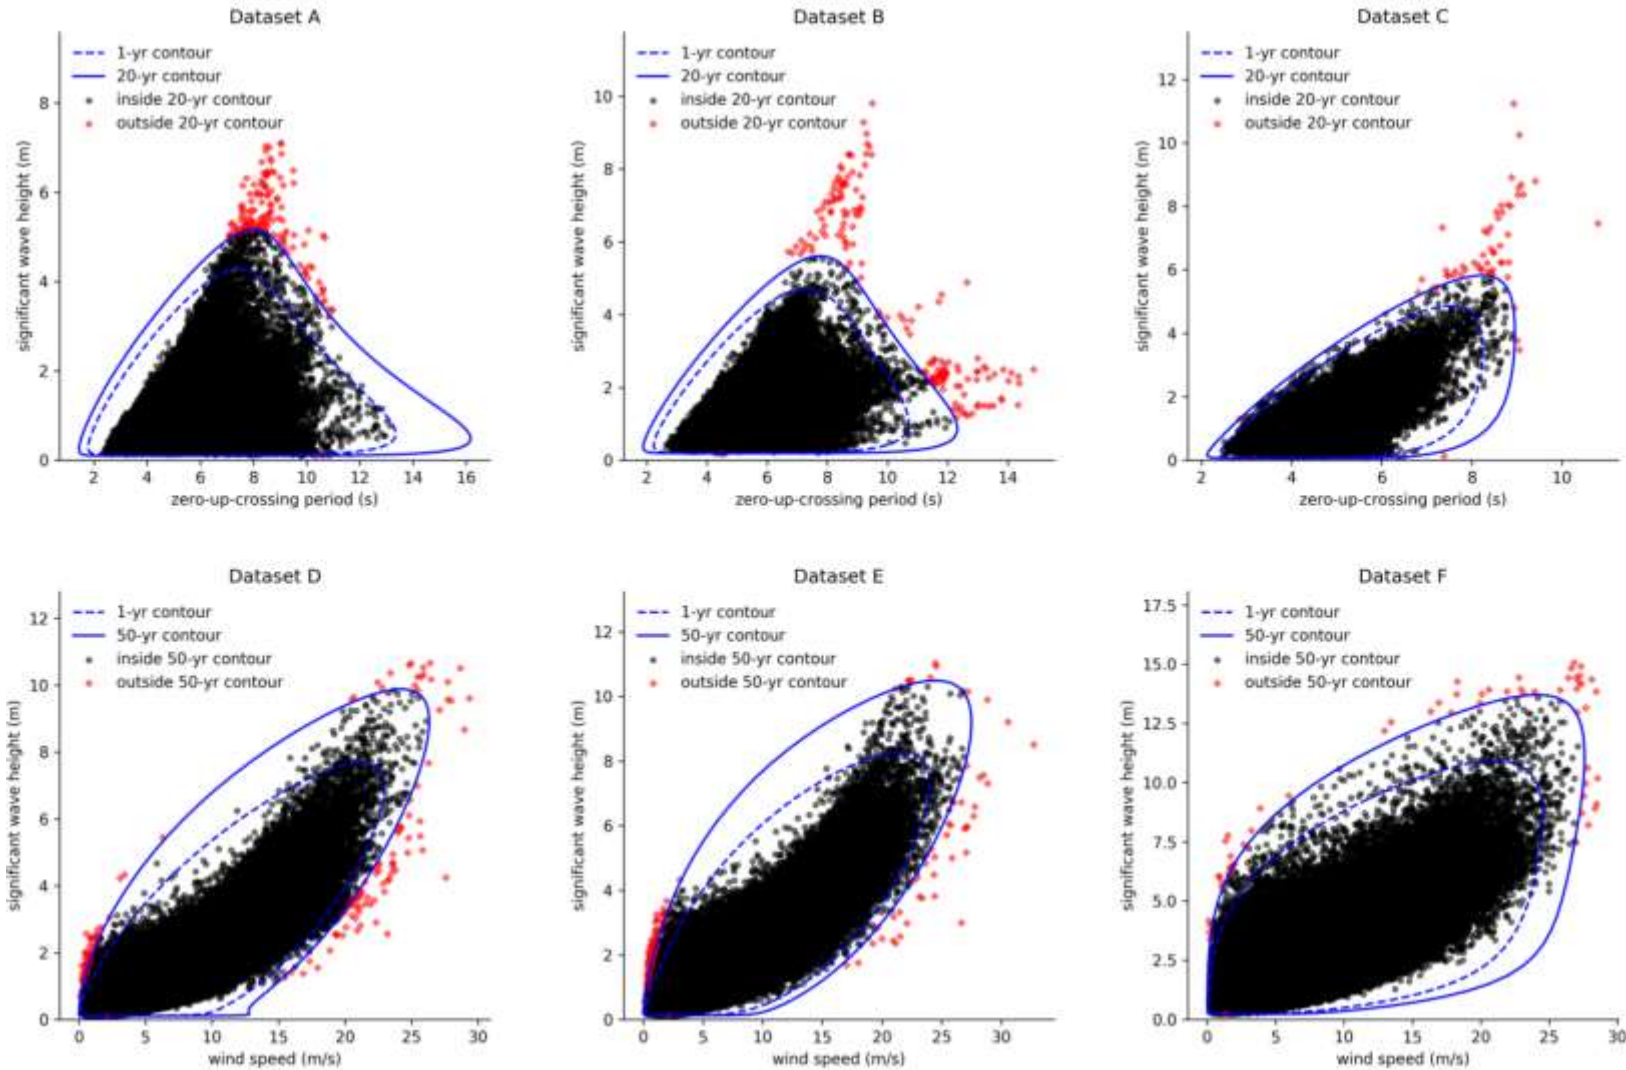 Dataset A
1-yr contour
20-yr contour
inside 20-yr contour
outside 20-yr contour
significant wave height (m)
8
6
4
2
0
2 4 6 8 10 12 14 16
zero-up-crossing period (s)
Dataset B
1-yr contour
20-yr contour
inside 20-yr contour
outside 20-yr contour
significant wave height (m)
10
8
6
4
2
0
2 4 6 8 10 12 14
zero-up-crossing period (s)
Dataset C
1-yr contour
20-yr contour
inside 20-yr contour
outside 20-yr contour
significant wave height (m)
12
10
8
6
4
2
0
2 4 6 8 10
zero-up-crossing period (s)
Dataset D
1-yr contour
50-yr contour
inside 50-yr contour
outside 50-yr contour
significant wave height (m)
12
10
8
6
4
2
0
0 5 10 15 20 25 30
wind speed (m/s)
Dataset E
1-yr contour
50-yr contour
inside 50-yr contour
outside 50-yr contour
significant wave height (m)
12
10
8
6
4
2
0
0 5 10 15 20 25 30
wind speed (m/s)
Dataset F
1-yr contour
50-yr contour
inside 50-yr contour
outside 50-yr contour
significant wave height (m)
17.5
15.0
12.5
10.0
7.5
5.0
2.5
0.0
0 5 10 15 20 25 30
wind speed (m/s)